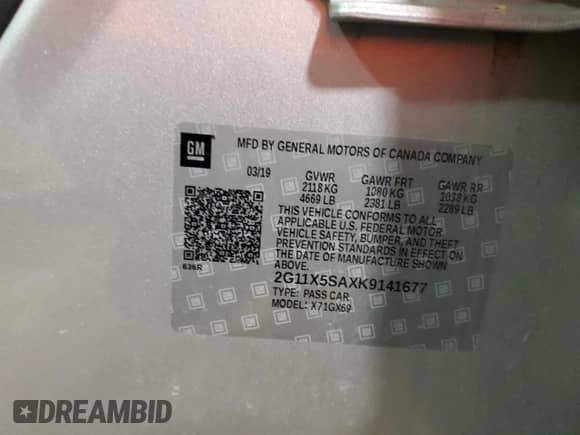 GM
MFD BY GENERAL MOTORS OF CANADA COMPANY
03/19 GVWR GAWR FRT GAWR RR
2118 KG 1080 KG 1038 KG
4669 LB 2381 LB 2289 LB
THIS VEHICLE CONFORMS TO ALL
APPLICABLE U.S. FEDERAL MOTOR
VEHICLE SAFETY, BUMPER, AND THEFT
PREVENTION STANDARDS IN EFFECT ON
THE DATE OF MANUFACTURE SHOWN
ABOVE.
636R
2G11X5SAXK9141677
TYPE: PASS CAR
MODEL: X71GX69
DREAMBID